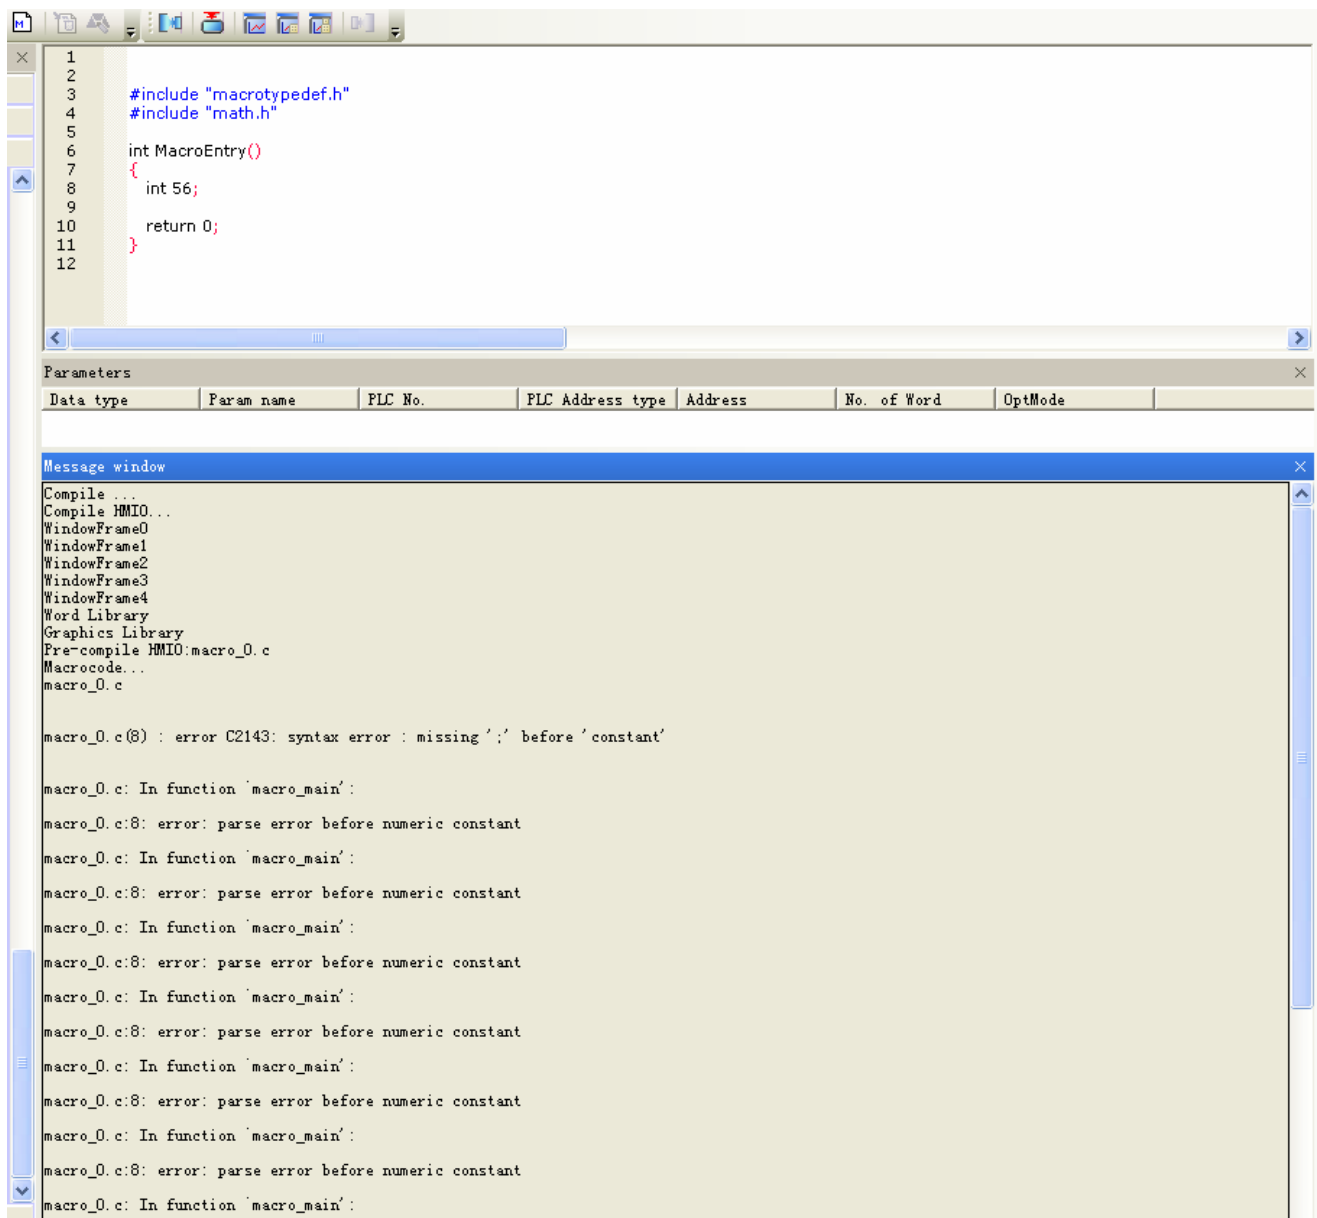 M
1
2
3 #include "macrotypedef.h"
4 #include "math.h"
5
6 int MacroEntry()
7 {
8 int 56;
9
10 return 0;
11 }
12
Parameters
Data type Param name PLC No. PLC Address type Address No. of Word OptMode
Message window
Compile ...
Compile HMI0...
WindowFrame0
WindowFrame1
WindowFrame2
WindowFrame3
WindowFrame4
Word Library
Graphics Library
Pre-compile HMI0:macro_0.c
Macrocode...
macro_0.c
macro_0.c(8) : error C2143: syntax error : missing ';' before 'constant'
macro_0.c: In function `macro_main':
macro_0.c:8: error: parse error before numeric constant
macro_0.c: In function `macro_main':
macro_0.c:8: error: parse error before numeric constant
macro_0.c: In function `macro_main':
macro_0.c:8: error: parse error before numeric constant
macro_0.c: In function `macro_main':
macro_0.c:8: error: parse error before numeric constant
macro_0.c: In function `macro_main':
macro_0.c:8: error: parse error before numeric constant
macro_0.c: In function `macro_main':
macro_0.c:8: error: parse error before numeric constant
macro_0.c: In function `macro_main':